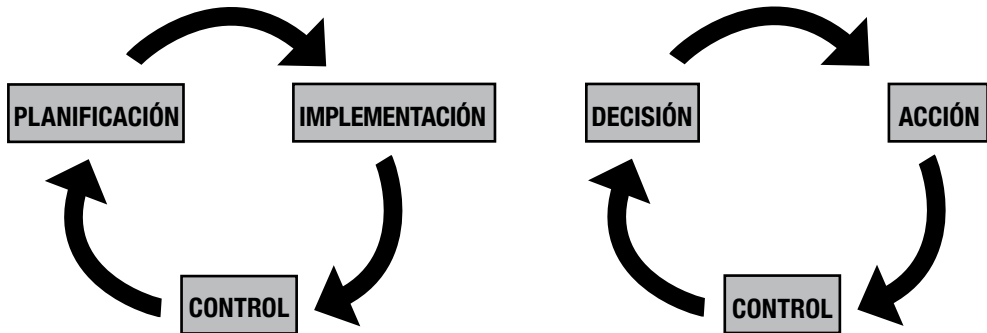 PLANIFICACIÓN
IMPLEMENTACIÓN
CONTROL
DECISIÓN
ACCIÓN
CONTROL